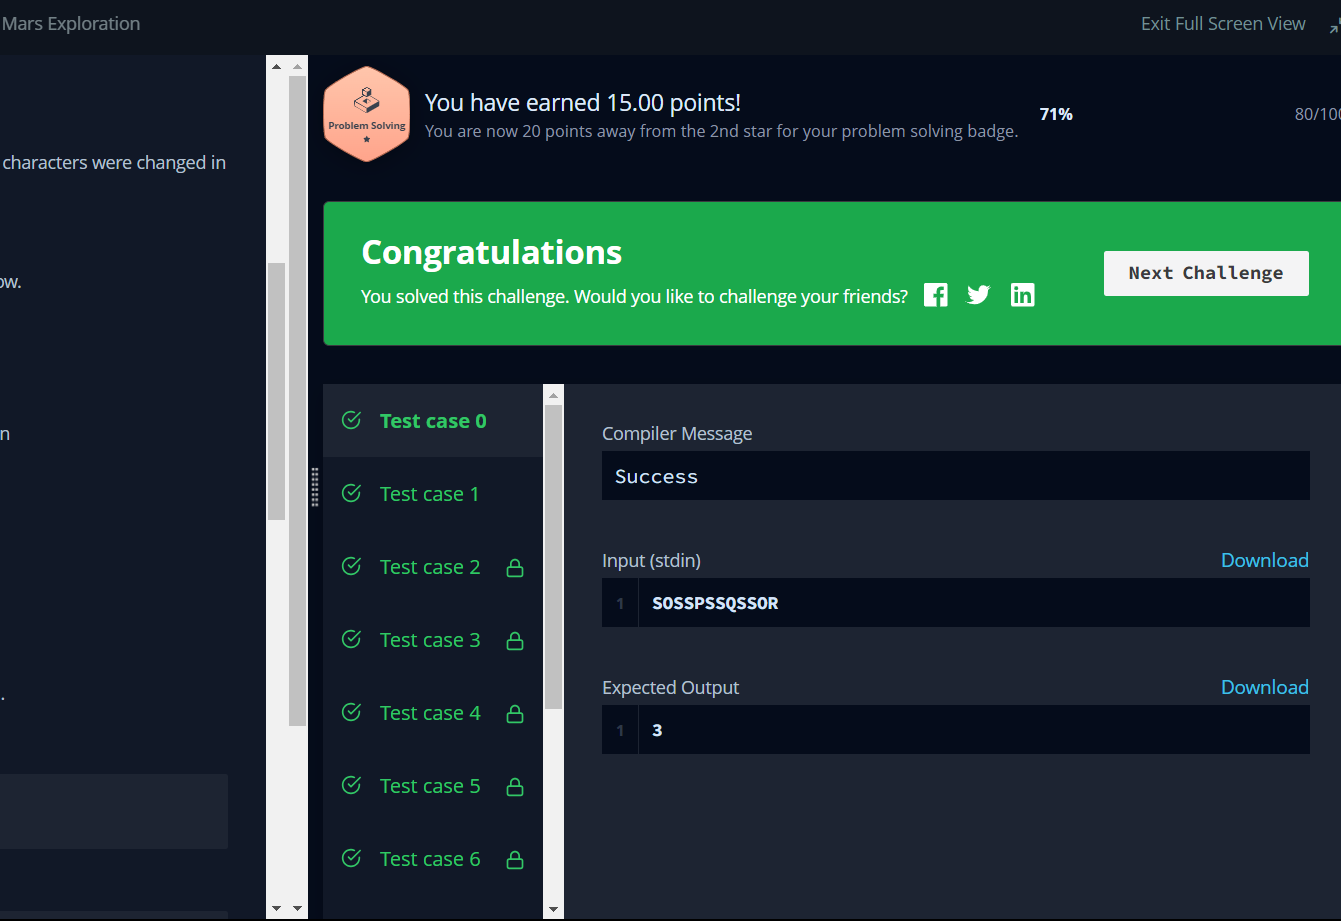 Mars Exploration
Exit Full Screen View
characters were changed in
ow.
n
.
Problem Solving
You have earned 15.00 points!
You are now 20 points away from the 2nd star for your problem solving badge.
71%
80/100
Congratulations
You solved this challenge. Would you like to challenge your friends?
Next Challenge
Test case 0
Test case 1
Test case 2
Test case 3
Test case 4
Test case 5
Test case 6
Compiler Message
Success
Input (stdin)
Download
1
SOSSPSSQSSOR
Expected Output
Download
1
3